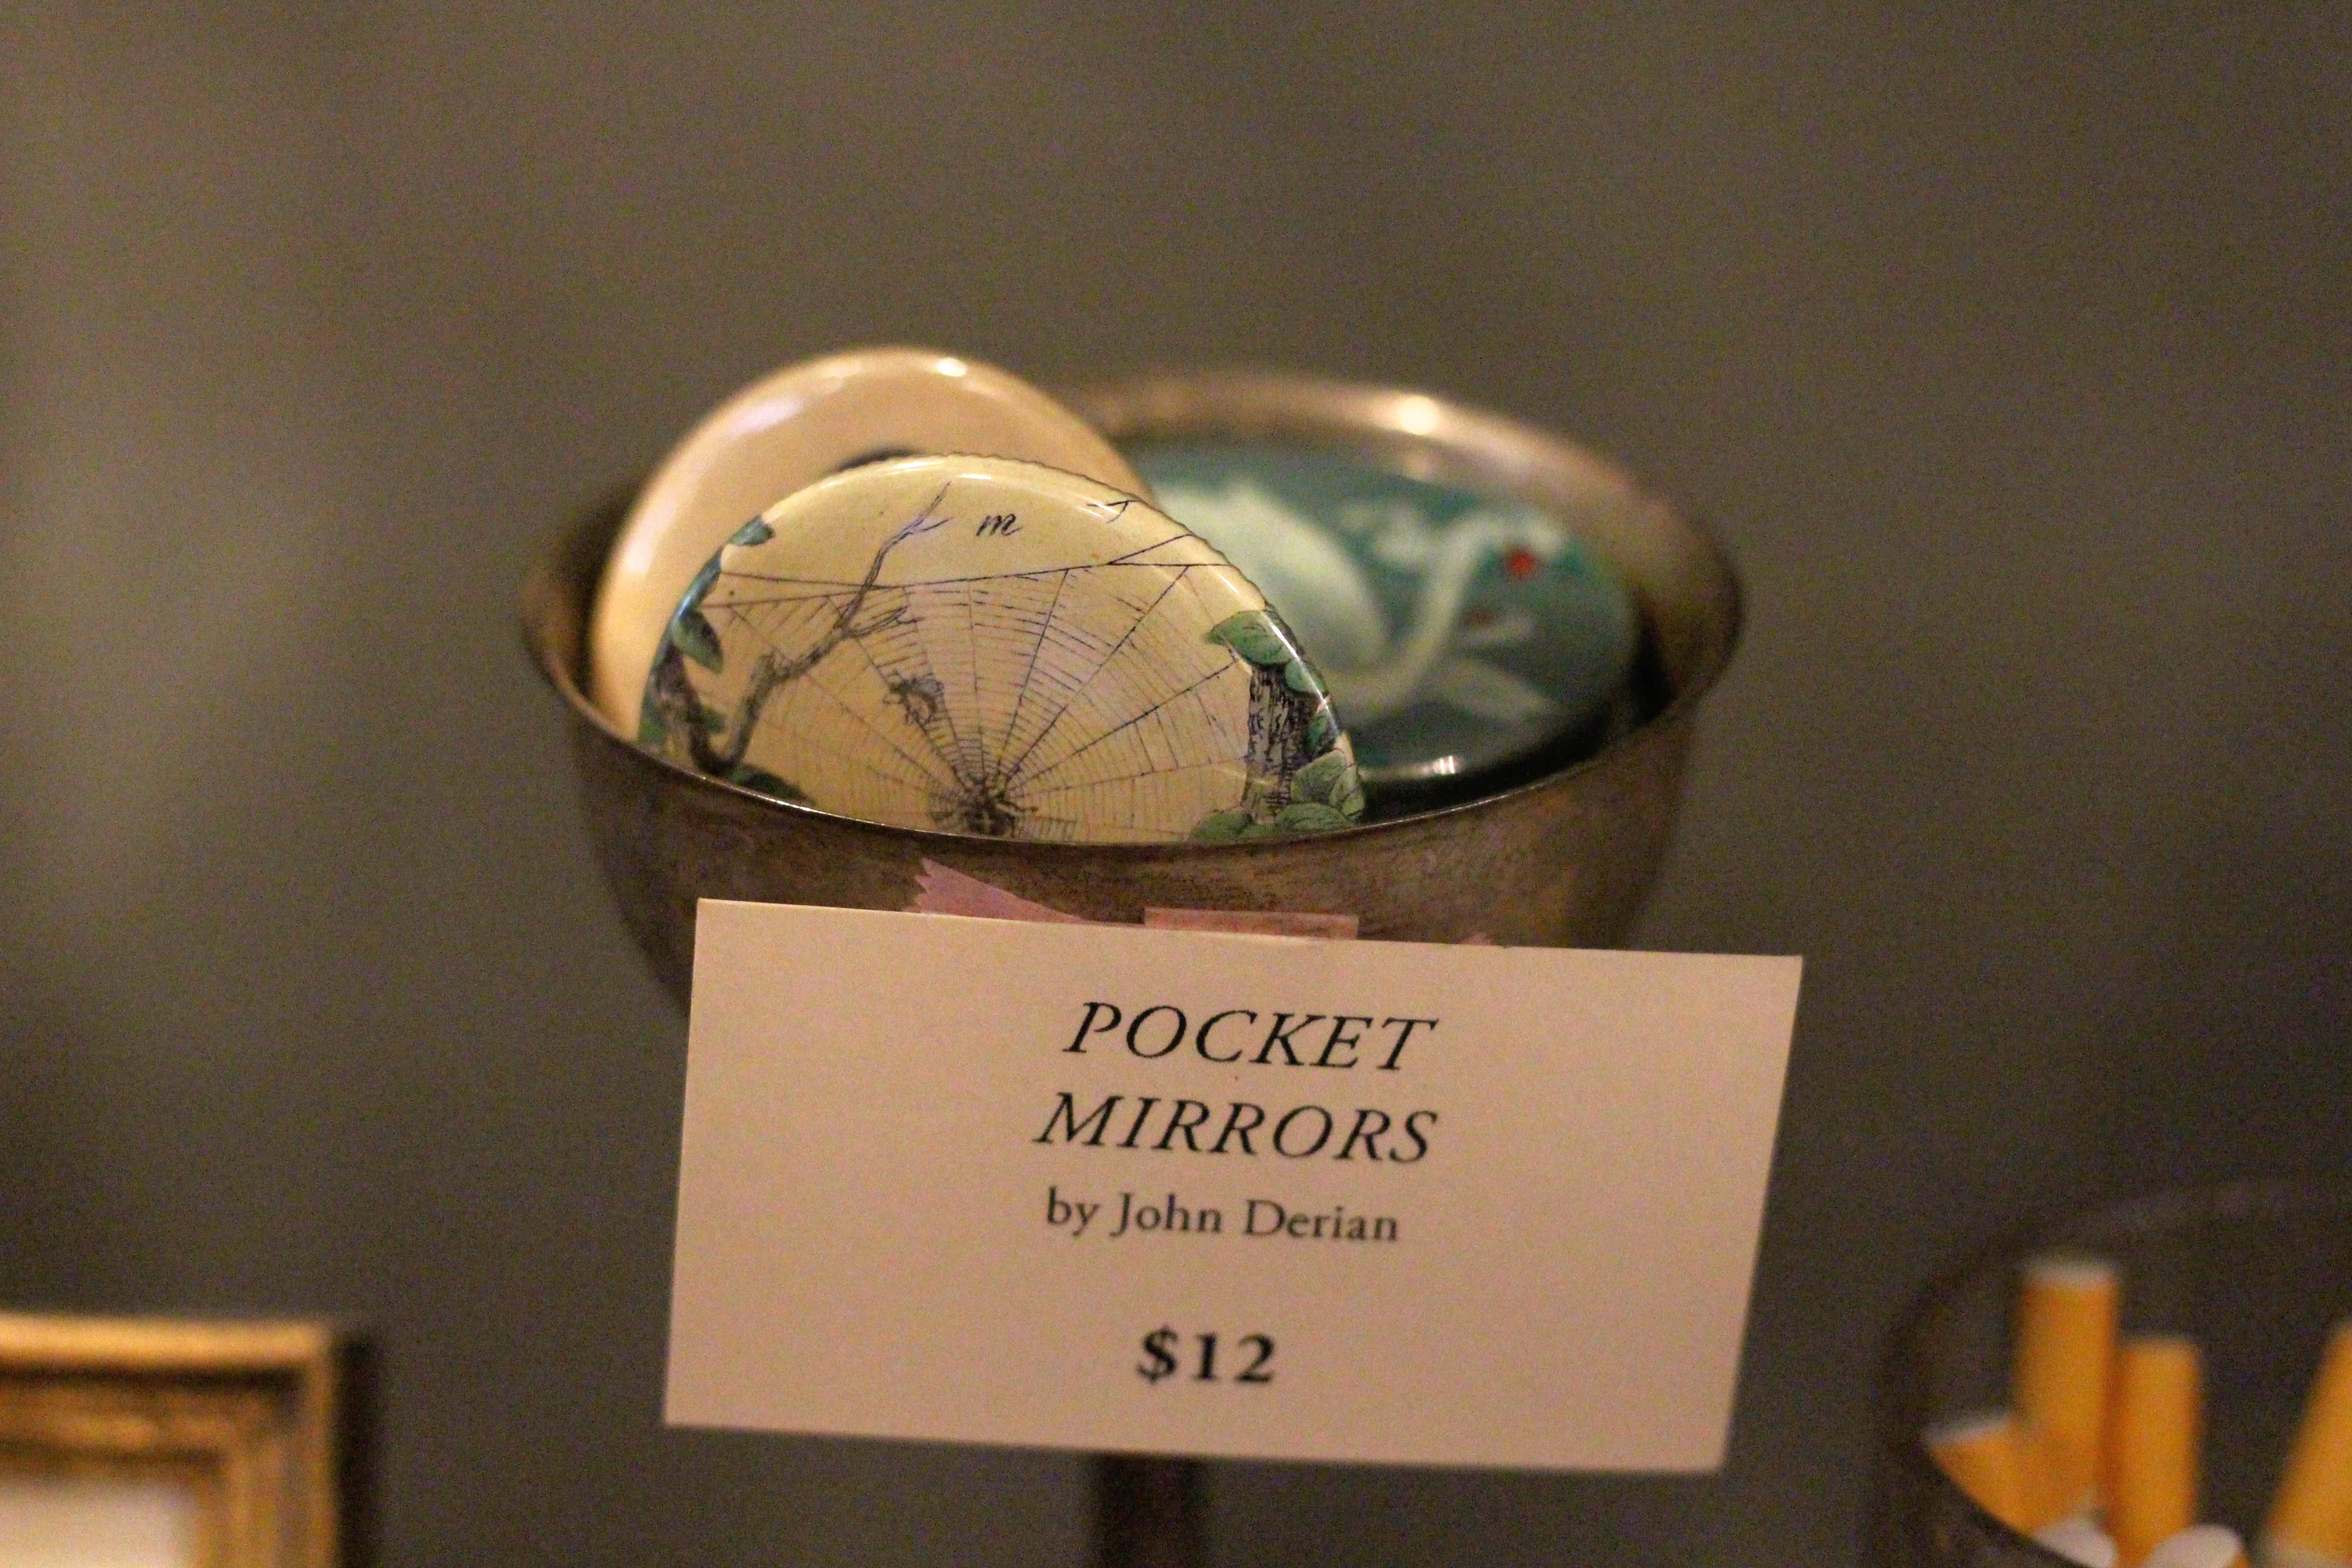 m
POCKET
MIRRORS
by John Derian
$12